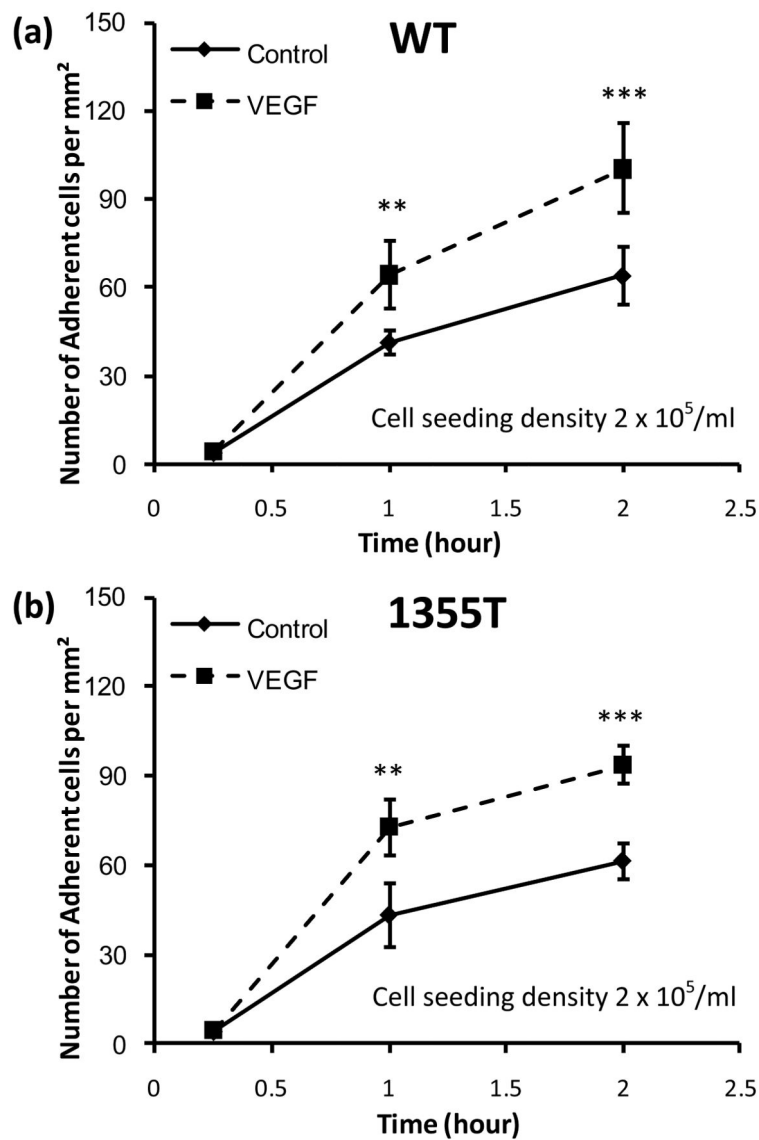 (a)
WT
Control
VEGF
150
120
90
60
30
0
Number of Adherent cells per mm²
**
***
Cell seeding density 2 x 10⁵/ml
0 0.5 1 1.5 2 2.5
Time (hour)
(b)
1355T
Control
VEGF
150
120
90
60
30
0
Number of Adherent cells per mm²
**
***
Cell seeding density 2 x 10⁵/ml
0 0.5 1 1.5 2 2.5
Time (hour)